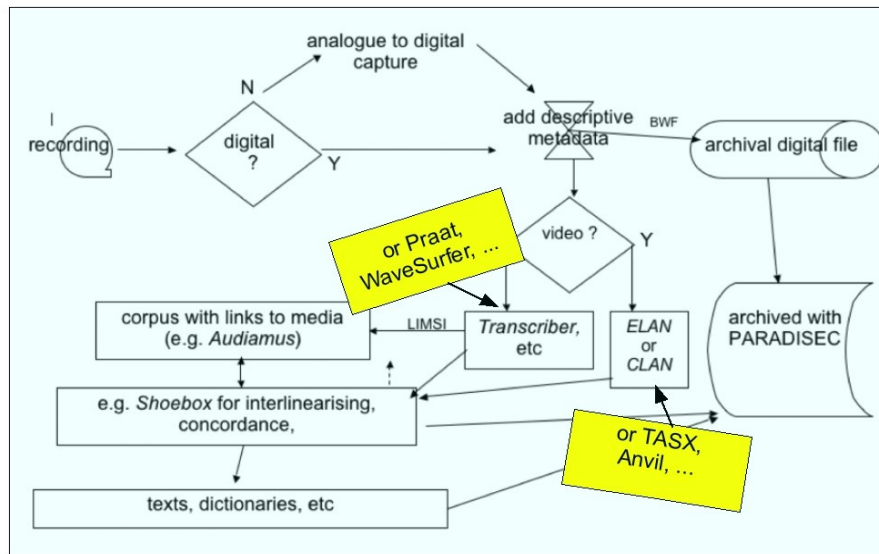 analogue to digital
capture
N
I
recording
digital
?
Y
add descriptive
metadata
BWF
archival digital file
or Praat,
WaveSurfer, ...
video ?
Y
corpus with links to media
(e.g. Audiamus)
LIMSI
Transcriber,
etc
ELAN
or
CLAN
archived with
PARADISEC
e.g. Shoebox for interlinearising,
concordance,
or TASX,
Anvil, ...
texts, dictionaries, etc